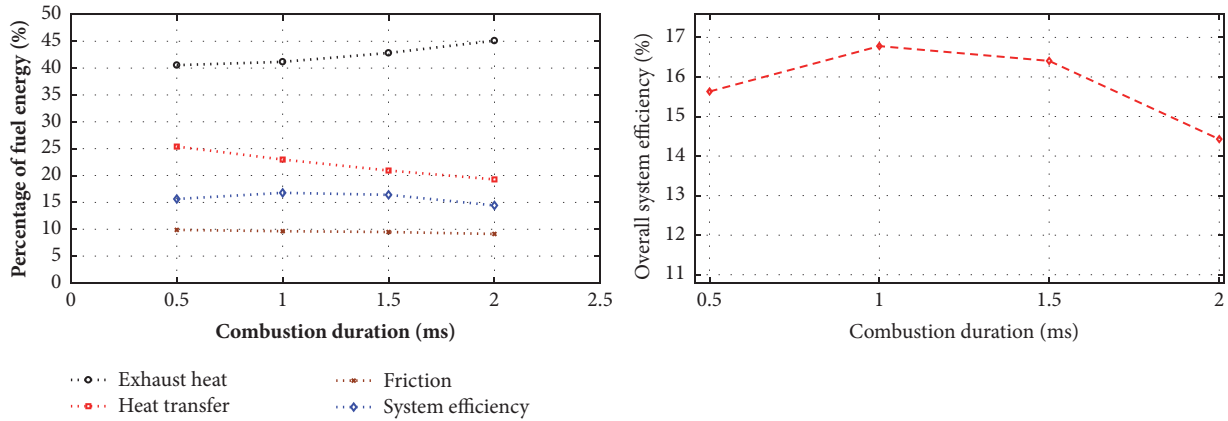 Percentage of fuel energy (%)
50
45
40
35
30
25
20
15
10
5
0
0 0.5 1 1.5 2 2.5
Combustion duration (ms)
Exhaust heat
Heat transfer
Friction
System efficiency
Overall system efficiency (%)
17
16
15
14
13
12
11
0.5 1 1.5 2
Combustion duration (ms)